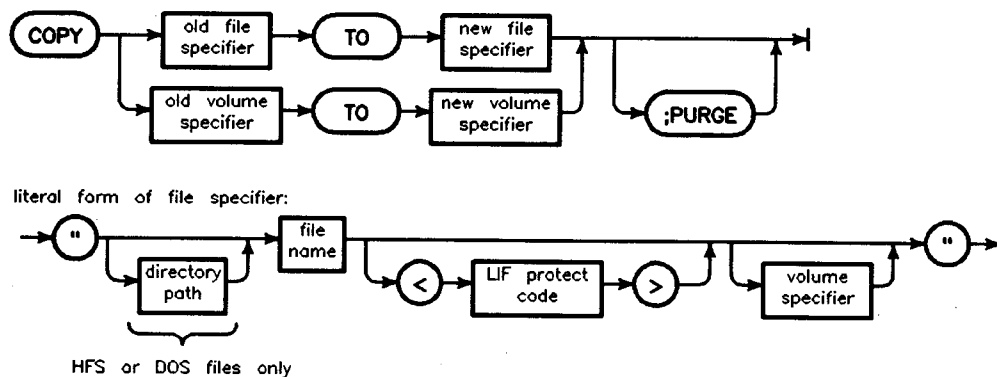 COPY old file specifier TO new file specifier
old volume specifier TO new volume specifier ;PURGE
literal form of file specifier:
" directory path file name < LIF protect code > volume specifier "
HFS or DOS files only